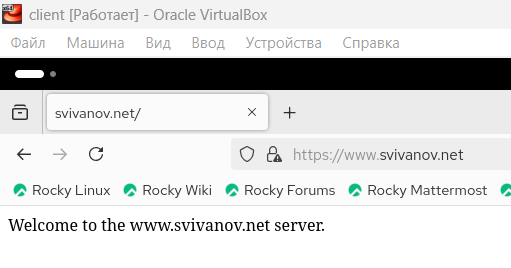 client [Работает] - Oracle VirtualBox
Файл Машина Вид Ввод Устройства Справка
svivanov.net/
https://www.svivanov.net
Rocky Linux Rocky Wiki Rocky Forums Rocky Mattermost
Welcome to the www.svivanov.net server.